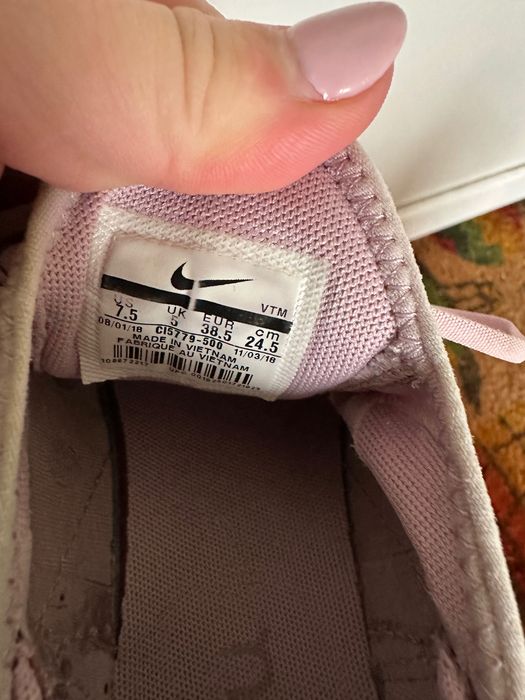 VTM
US UK EUR cm
7.5 5 38.5 24.5
08/01/18 CI5779-500 11/03/18
MADE IN VIETNAM
FABRIQUE AU VIETNAM